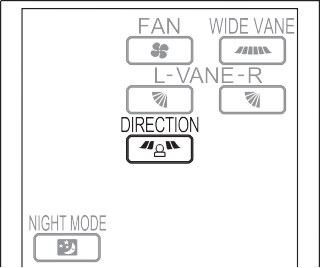 FAN WIDE VANE
L-VANE-R
DIRECTION
NIGHT MODE